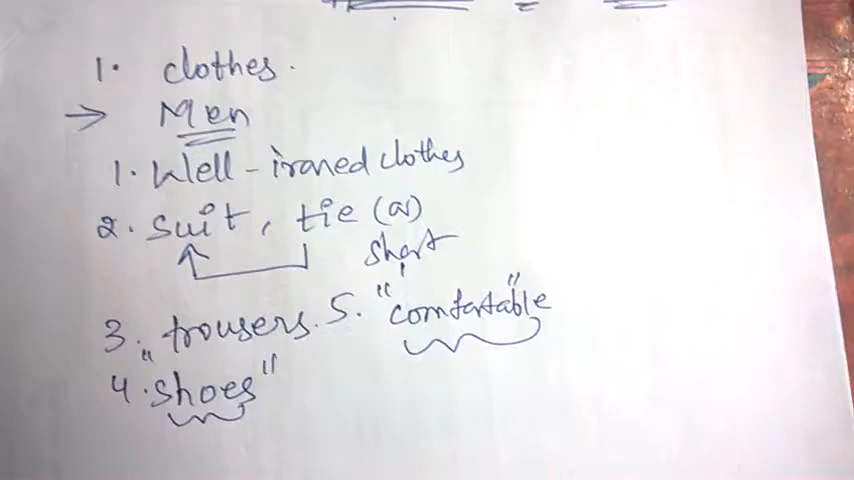 1. clothes.
→ Men
1. Well-ironed clothes
2. suit, tie (or)
short
3. trousers. 5. "comfortable"
4. "shoes"